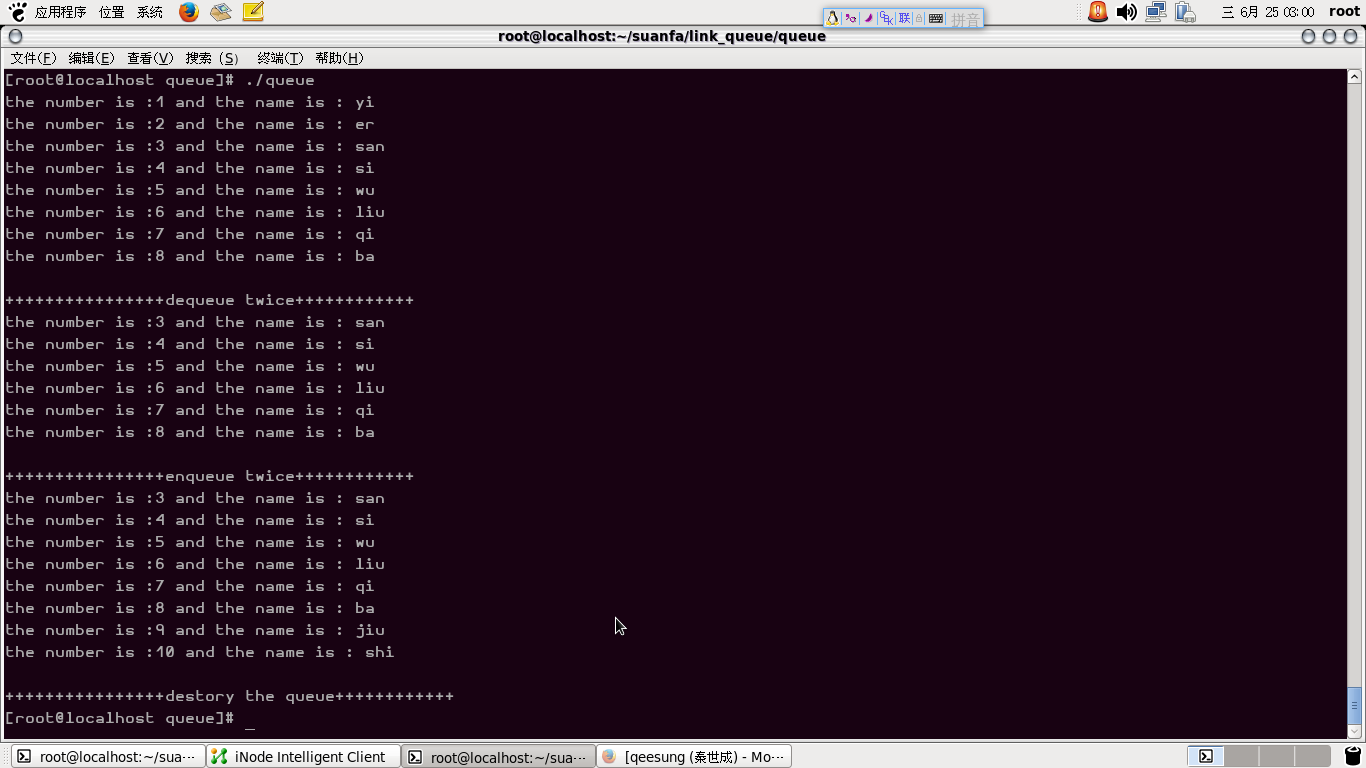 应用程序 位置 系统 三 6月 25 03:00 root
联 拼音
root@localhost:~/suanfa/link_queue/queue
文件(F) 编辑(E) 查看(V) 搜索 (S) 终端(T) 帮助(H)
[root@localhost queue]# ./queue
the number is :1 and the name is : yi
the number is :2 and the name is : er
the number is :3 and the name is : san
the number is :4 and the name is : si
the number is :5 and the name is : wu
the number is :6 and the name is : liu
the number is :7 and the name is : qi
the number is :8 and the name is : ba
++++++++++++++++dequeue twice++++++++++++
the number is :3 and the name is : san
the number is :4 and the name is : si
the number is :5 and the name is : wu
the number is :6 and the name is : liu
the number is :7 and the name is : qi
the number is :8 and the name is : ba
++++++++++++++++enqueue twice++++++++++++
the number is :3 and the name is : san
the number is :4 and the name is : si
the number is :5 and the name is : wu
the number is :6 and the name is : liu
the number is :7 and the name is : qi
the number is :8 and the name is : ba
the number is :9 and the name is : jiu
the number is :10 and the name is : shi
++++++++++++++++destory the queue++++++++++++
[root@localhost queue]# _
root@localhost:~/sua··· iNode Intelligent Client root@localhost:~/sua··· [qeesung (秦世成) - Mo···